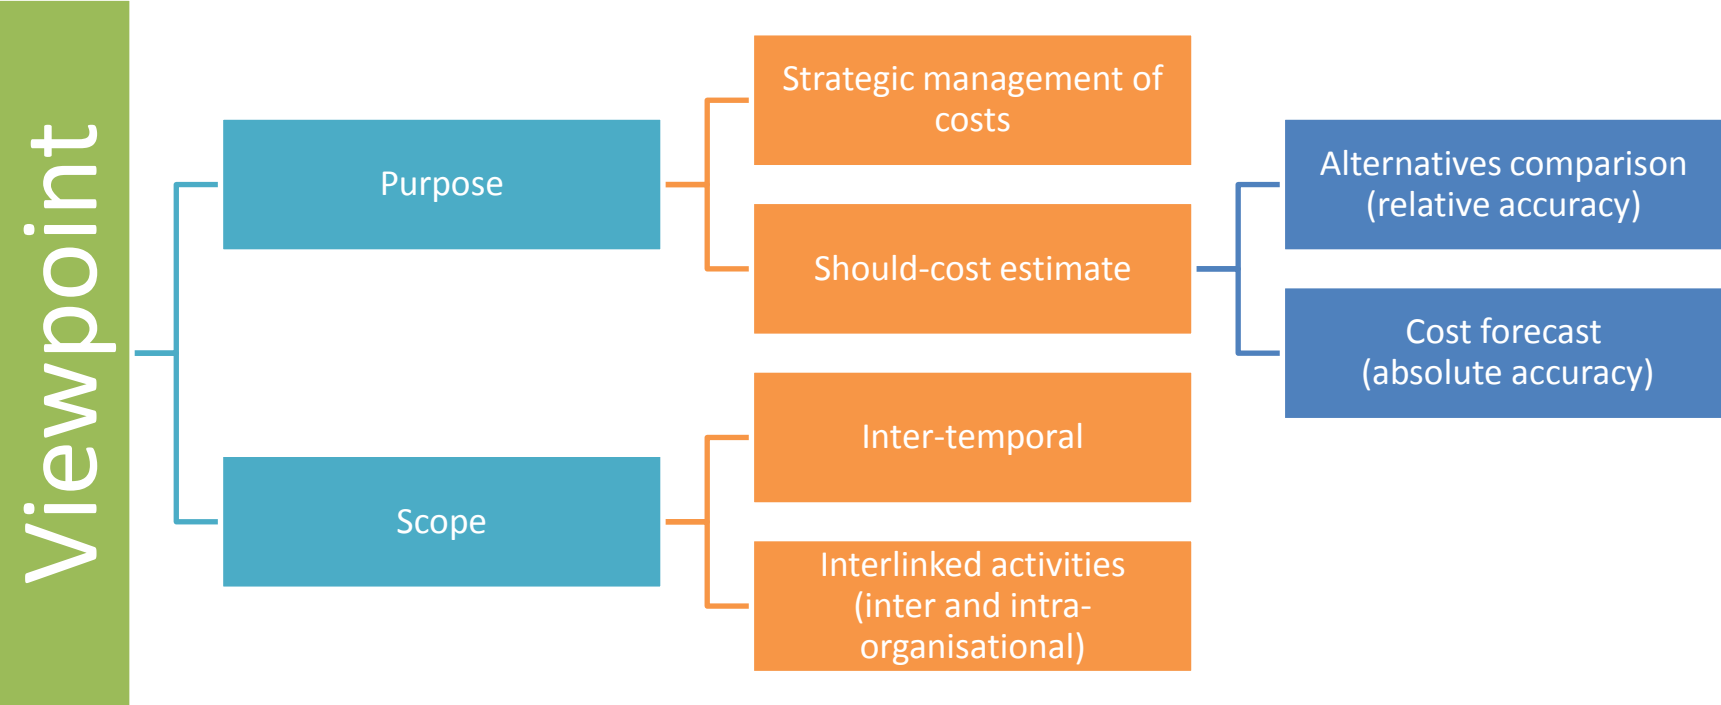 Viewpoint
Purpose
Strategic management of
costs
Should-cost estimate
Alternatives comparison
(relative accuracy)
Cost forecast
(absolute accuracy)
Scope
Inter-temporal
Interlinked activities
(inter and intra-
organisational)